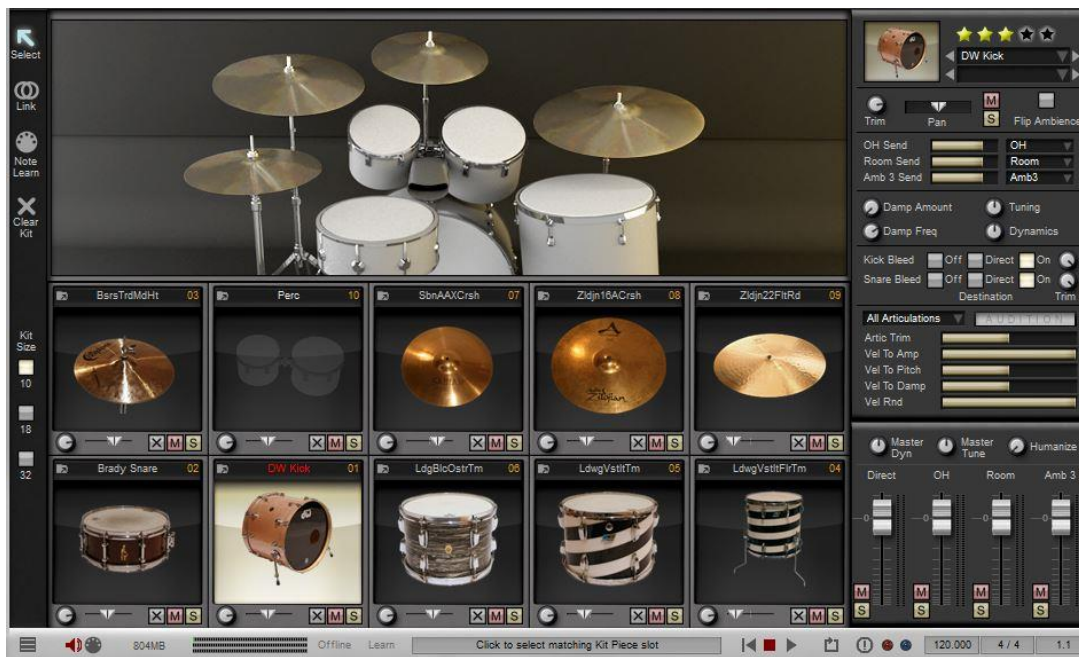 Select
Link
Note
Learn
Clear
Kit
Kit
Size
10
18
32
BsrsTrdMdHt 03
Perc 10
SbnAAXCrsh 07
Zldjn16ACrsh 08
Zldjn22FltRd 09
X M S
X M S
X M S
X M S
X M S
Brady Snare 02
DW Kick 01
LdgBlcOstrTm 06
LdwgVstltTm 05
LdwgVstltFlrTm 04
X M S
X M S
X M S
X M S
X M S
DW Kick
Trim
Pan
M
S
Flip Ambience
OH Send OH
Room Send Room
Amb 3 Send Amb3
Damp Amount Tuning
Damp Freq Dynamics
Kick Bleed Off Direct On
Snare Bleed Off Direct On
Destination Trim
All Articulations AUDITION
Artic Trim
Vel To Amp
Vel To Pitch
Vel To Damp
Vel Rnd
Master
Dyn
Master
Tune
Humanize
Direct OH Room Amb 3
0 0 0 0
M M M M
S S S S
804MB Offline Learn Click to select matching Kit Piece slot 120.000 4 / 4 1.1